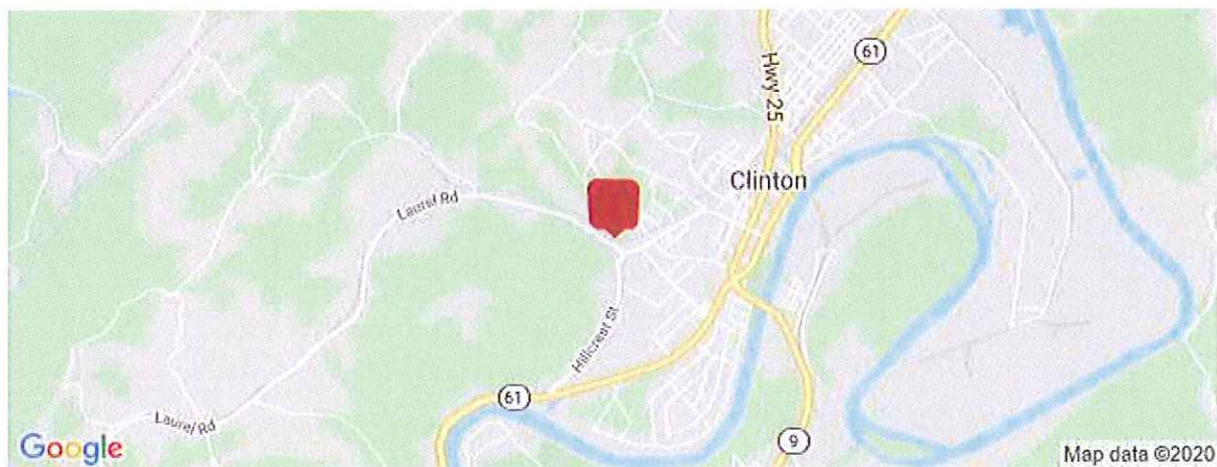 61
Hwy 25
Clinton
Laurel Rd
Hillcrest St
61
Laurel Rd
9
Google
Map data ©2020